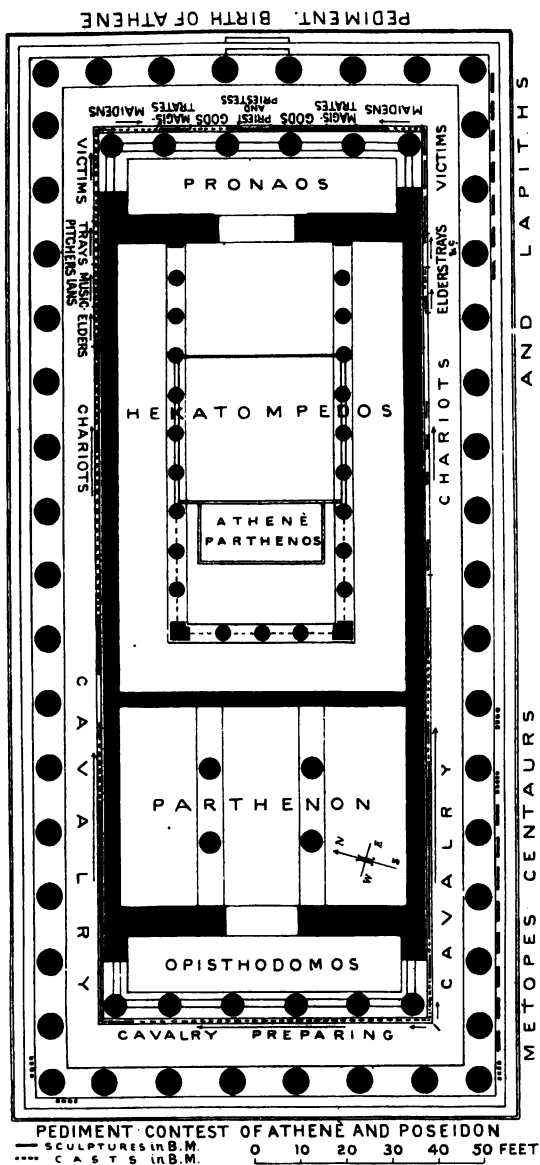 PEDIMENT. BIRTH OF ATHENE
MAIDENS
MAGIS-
TRATES
GODS
PRIEST
AND
PRIESTESS
GODS
MAGIS-
TRATES
MAIDENS
VICTIMS
VICTIMS
PRONAOS
TRAYS
PITCHERS
MUSIC-
IANS
ELDERS
TRAYS
&c
ELDERS
METOPES CENTAURS AND LAPITHS
HEKATOMPEDOS
CHARIOTS
CHARIOTS
ATHENÈ
PARTHENOS
CAVALRY
CAVALRY
PARTHENON
N
E
S
W
OPISTHODOMOS
CAVALRY PREPARING
PEDIMENT CONTEST OF ATHENÈ AND POSEIDON
SCULPTURES in B.M.
CASTS in B.M.
0 10 20 30 40 50 FEET